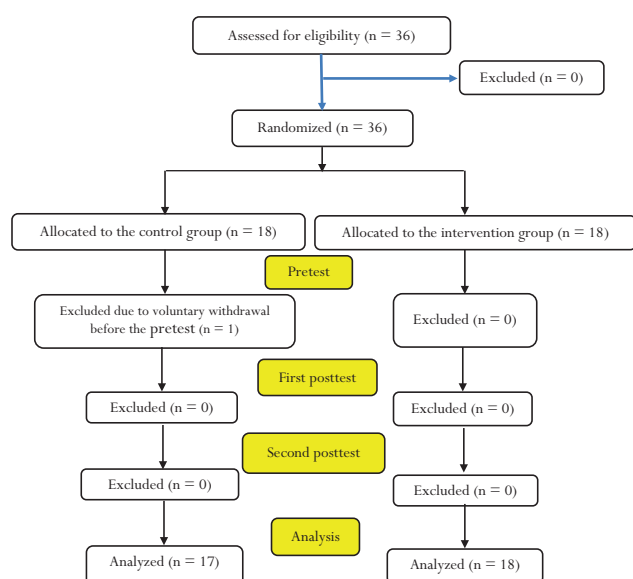 Assessed for eligibility (n = 36)
Excluded (n = 0)
Randomized (n = 36)
Allocated to the control group (n = 18)
Allocated to the intervention group (n = 18)
Pretest
Excluded due to voluntary withdrawal
before the pretest (n = 1)
Excluded (n = 0)
First posttest
Excluded (n = 0)
Excluded (n = 0)
Second posttest
Excluded (n = 0)
Excluded (n = 0)
Analysis
Analyzed (n = 17)
Analyzed (n = 18)